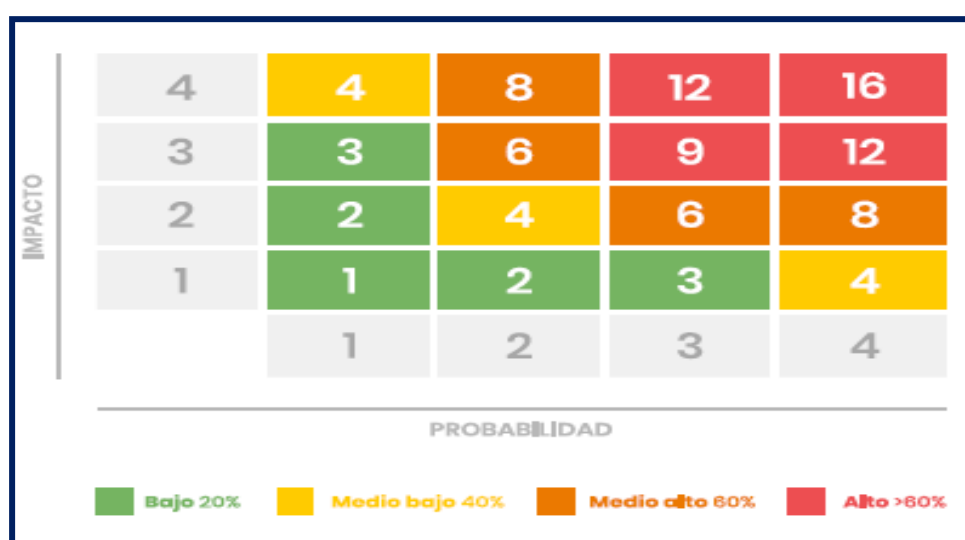 4 4 8 12 16
3 3 6 9 12
IMPACTO
2 2 4 6 8
1 1 2 3 4
1 2 3 4
PROBABILIDAD
Bajo 20% Medio bajo 40% Medio alto 60% Alto >60%